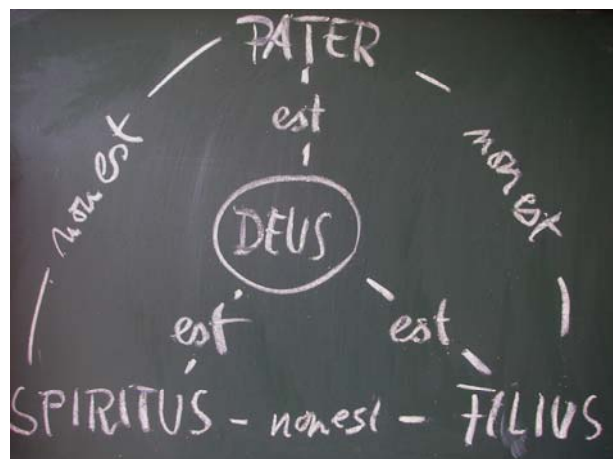 PATER
est
non est
non est
DEUS
est
est
SPIRITUS - non est - FILIUS